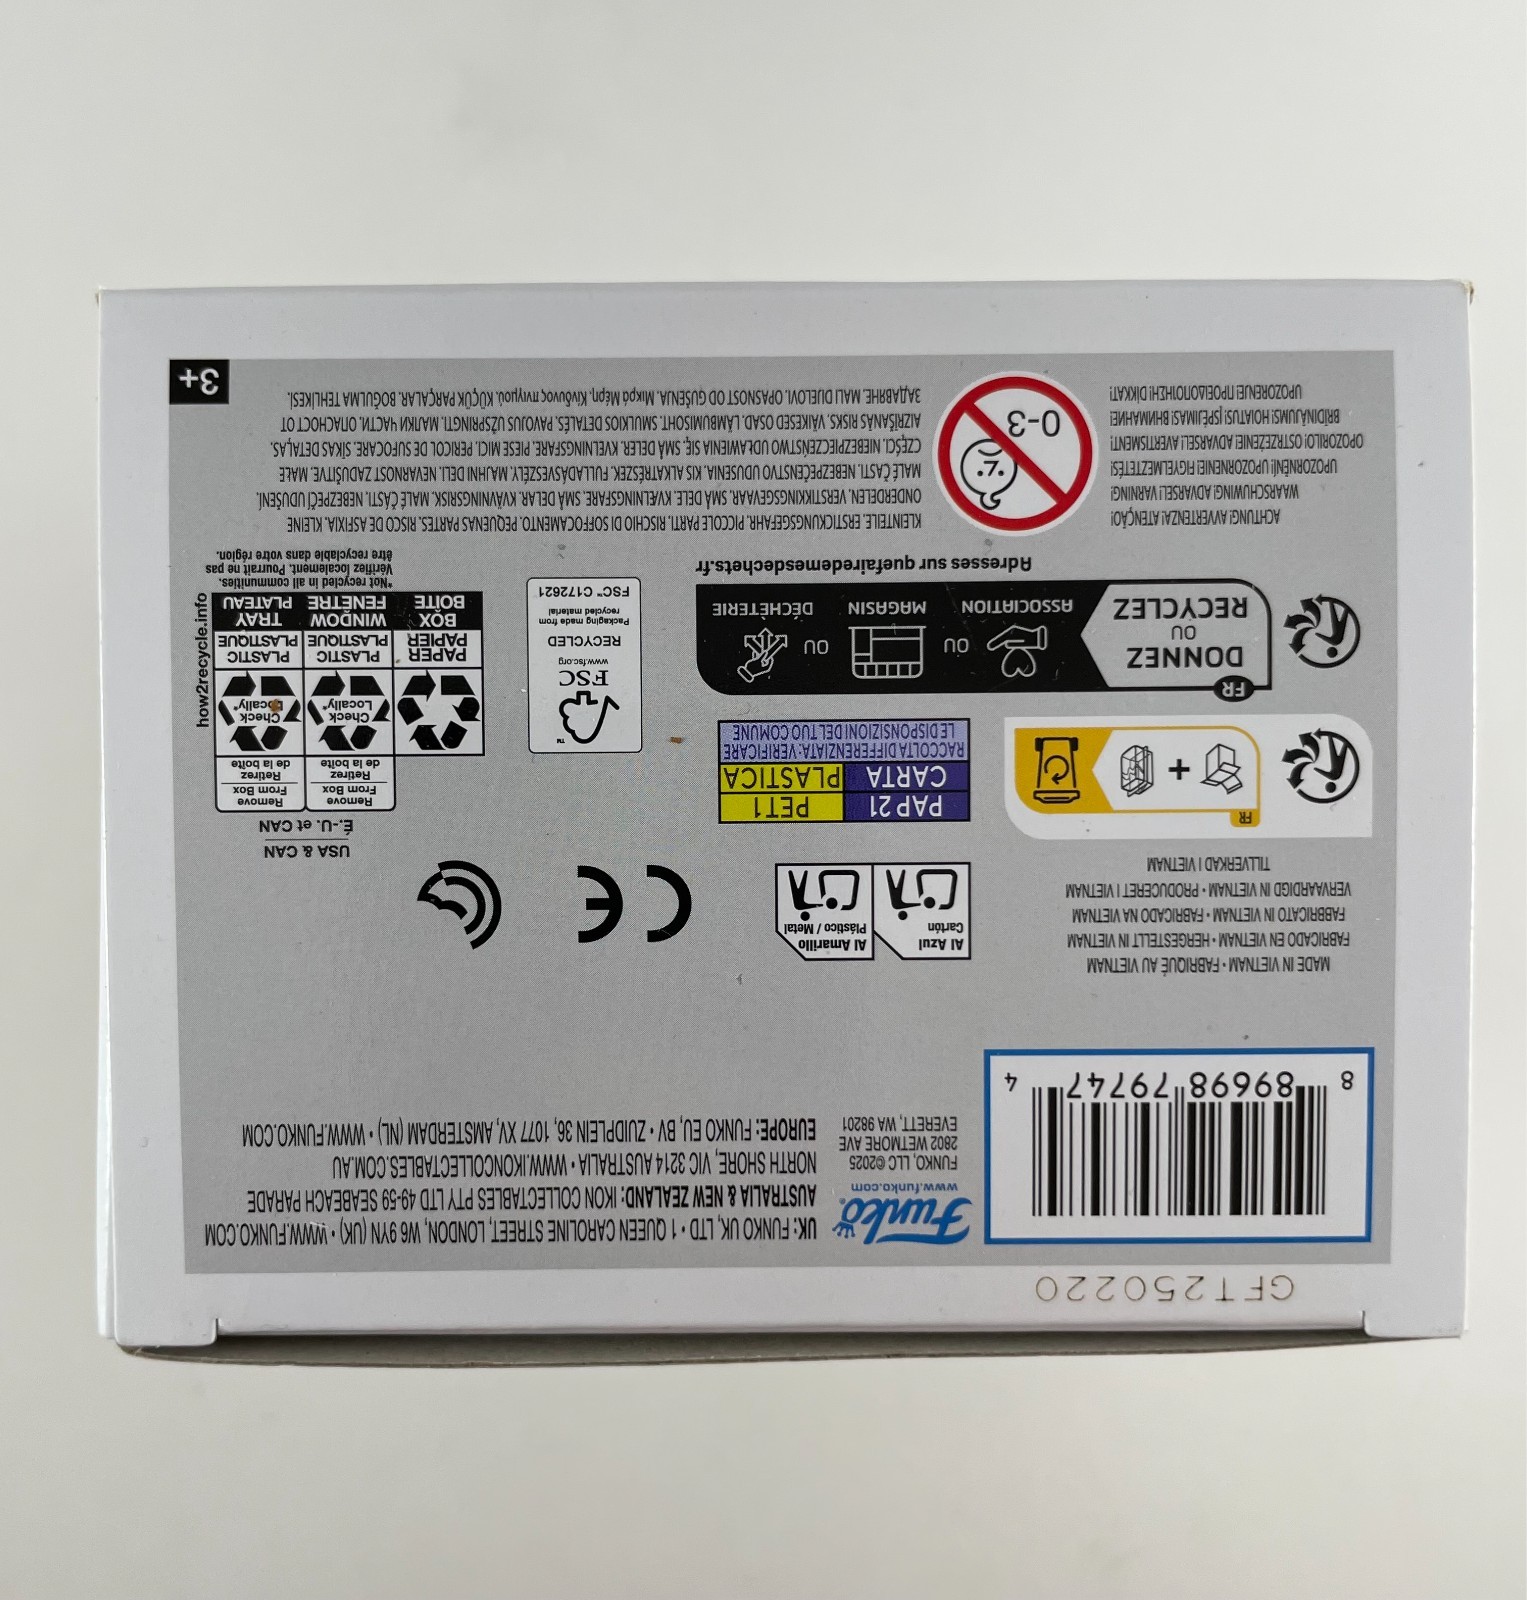 GFT250220
8 89698 79747 4
Funko
www.funko.com
FUNKO, LLC ©2025
2802 WETMORE AVE
EVERETT, WA 98201
UK: FUNKO UK, LTD • 1 QUEEN CAROLINE STREET, LONDON, W6 9YN (UK) • WWW.FUNKO.COM
AUSTRALIA & NEW ZEALAND: IKON COLLECTABLES PTY LTD 49-59 SEABEACH PARADE
NORTH SHORE, VIC 3214 AUSTRALIA • WWW.IKONCOLLECTABLES.COM.AU
EUROPE: FUNKO EU, BV • ZUIDPLEIN 36, 1077 XV, AMSTERDAM (NL) • WWW.FUNKO.COM
MADE IN VIETNAM • FABRIQUÉ AU VIETNAM
FABRICADO EN VIETNAM • HERGESTELLT IN VIETNAM
FABBRICATO IN VIETNAM • FABRICADO NA VIETNAM
VERVAARDIGD IN VIETNAM • PRODUCERET I VIETNAM
TILLVERKAD I VIETNAM
Al Azul
Cartón
Al Amarillo
Plástico / Metal
CE
USA & CAN
É.-U. et CAN
Remove
From Box
Retirez
de la boîte
Remove
From Box
Retirez
de la boîte
Check
Locally*
Check
Locally*
PAPER
PAPIER
BOX
BOÎTE
PLASTIC
PLASTIQUE
WINDOW
FENÊTRE
PLASTIC
PLASTIQUE
TRAY
PLATEAU
how2recycle.info
*Not recycled in all communities.
Vérifiez localement. Pourrait ne pas
être recyclable dans votre région.
FR
+
PAP 21
CARTA
PET 1
PLASTICA
RACCOLTA DIFFERENZIATA: VERIFICARE
LE DISPOSIZIONI DEL TUO COMUNE
™
FSC
www.fsc.org
RECYCLED
Packaging made from
recycled material
FSC™ C172621
FR
DONNEZ
OU
RECYCLEZ
ASSOCIATION
OU
MAGASIN
OU
DÉCHÈTERIE
Adresses sur quefairedemesdechets.fr
ACHTUNG! AVVERTENZA! ATENÇÃO!
WAARSCHUWING! ADVARSEL! VARNING!
UPOZORNĚNÍ! UPOZORNENIE! FIGYELMEZTETÉS!
OPOZORILO! OSTRZEŻENIE! ADVARSEL! AVERTISMENT!
BRĪDINĀJUMS! HOIATUS! ĮSPĖJIMAS! ВНИМАНИЕ!
UPOZORENJE! ΠΡΟΕΙΔΟΠΟΙΗΣΗ! DİKKAT!
0-3
KLEINTEILE. ERSTICKUNGSGEFAHR. PICCOLE PARTI. RISCHIO DI SOFFOCAMENTO. PEQUENAS PARTES. RISCO DE ASFIXIA. KLEINE
ONDERDELEN. VERSTIKKINGSGEVAAR. SMÅ DELE. KVÆLNINGSFARE. SMÅ DELAR. KVÄVNINGSRISK. MALÉ ČÁSTI. NEBEZPEČÍ UDUŠENÍ.
MALÉ ČASTI. NEBEZPEČENSTVO UDUSENIA. KIS ALKATRÉSZEK. FULLADÁSVESZÉLY. MAJHNI DELI. NEVARNOST ZADUŠITVE. MAŁE
CZĘŚCI. NIEBEZPIECZEŃSTWO UDŁAWIENIA SIĘ. SMÅ DELER. KVELNINGSFARE. PIESE MICI. PERICOL DE SUFOCARE. SĪKAS DETAĻAS.
AIZRĪŠANĀS RISKS. VÄIKESED OSAD. LÄMBUMISOHT. SMULKIOS DETALĖS. PAVOJUS UŽSPRINGTI. МАЛКИ ЧАСТИ. ОПАСНОСТ ОТ
ЗАДАВЯНЕ. MALI DIJELOVI. OPASNOST OD GUŠENJA. Μικρά Μέρη. Κίνδυνος πνιγμού. KÜÇÜK PARÇALAR. BOĞULMA TEHLİKESİ.
3+